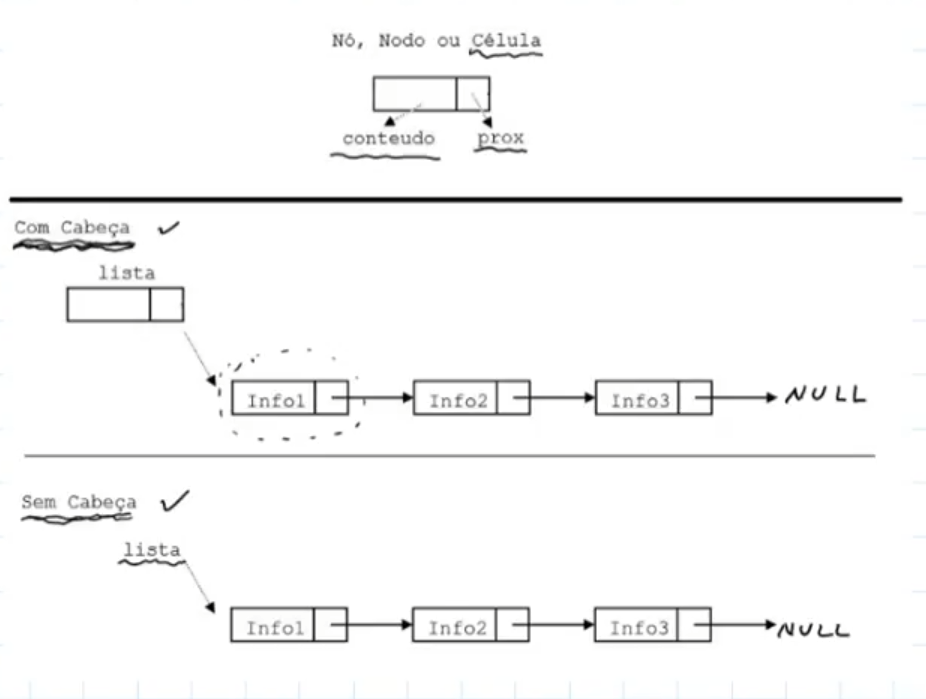 Nó, Nodo ou Célula
conteudo prox
Com Cabeça
lista
Info1 Info2 Info3 NULL
Sem Cabeça
lista
Info1 Info2 Info3 NULL